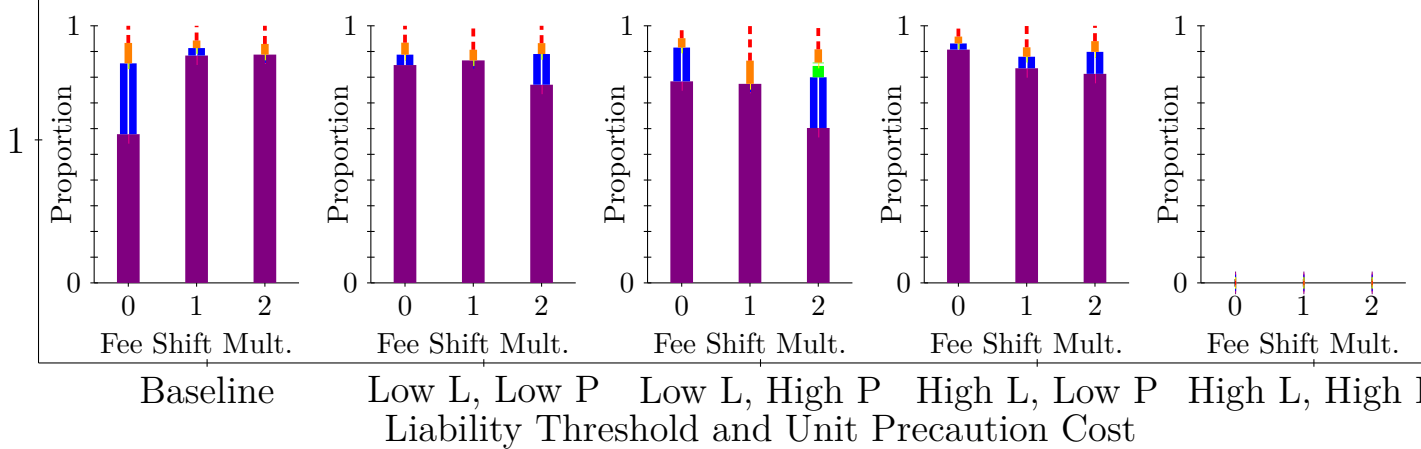 1 1 1 1 1
Proportion Proportion Proportion Proportion Proportion
1
0 0 0 0 0
0 1 2 0 1 2 0 1 2 0 1 2 0 1 2
Fee Shift Mult. Fee Shift Mult. Fee Shift Mult. Fee Shift Mult. Fee Shift Mult.
Baseline Low L, Low P Low L, High P High L, Low P High L, High
Liability Threshold and Unit Precaution Cost